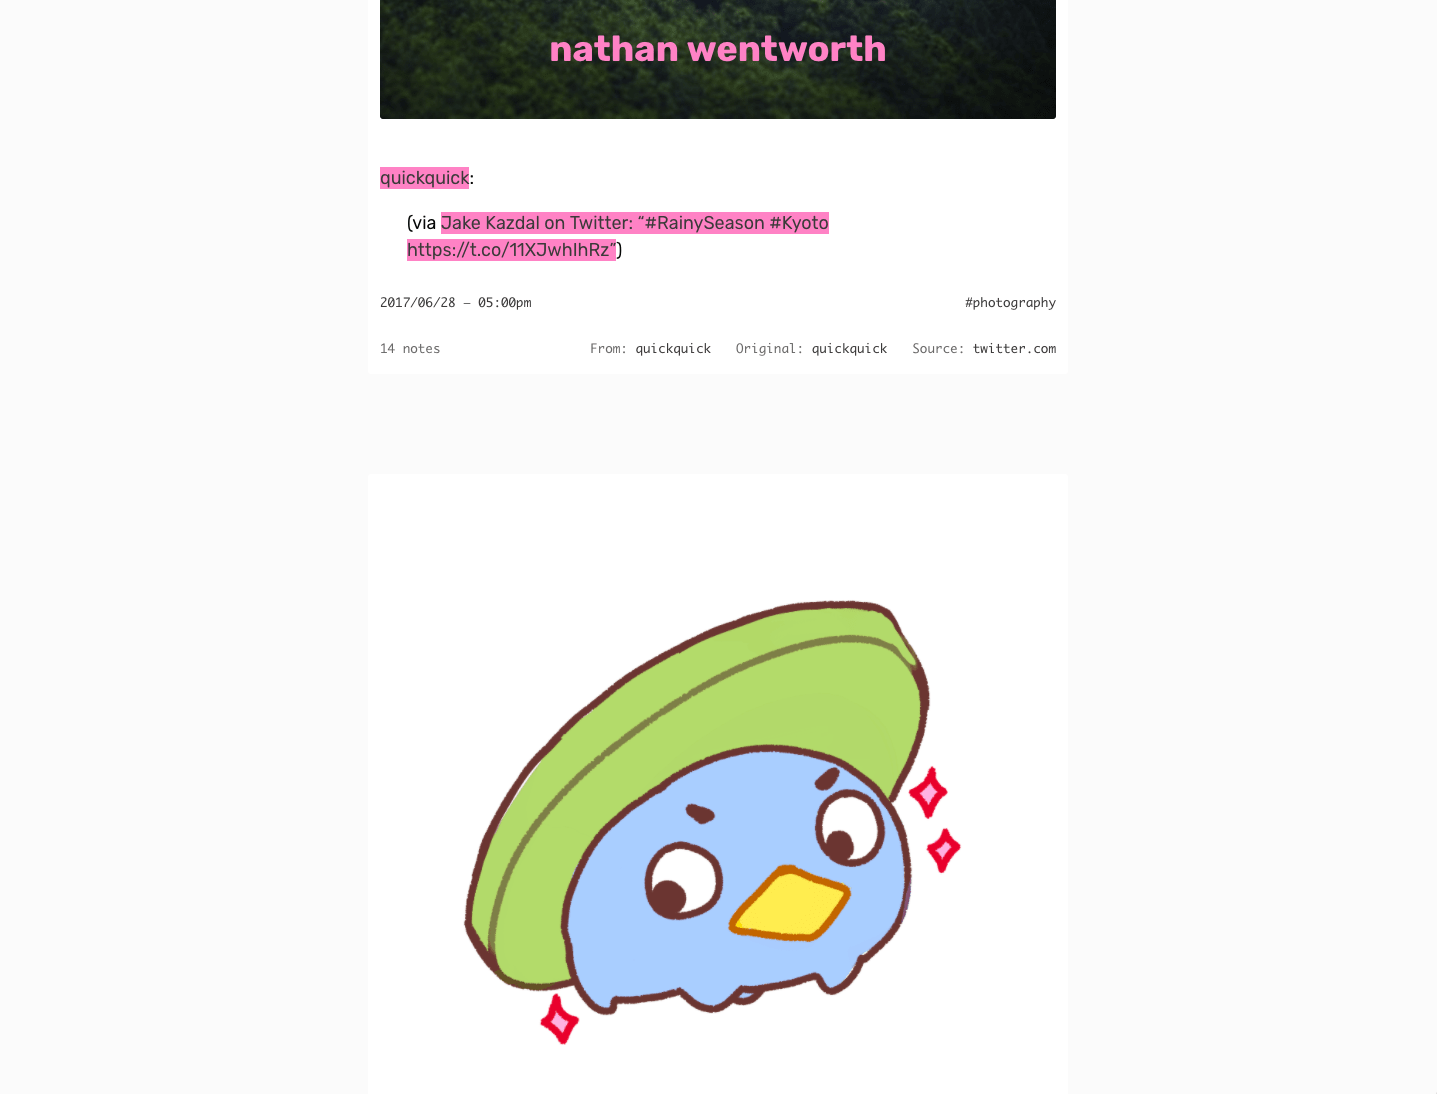 nathan wentworth
quickquick:
(via Jake Kazdal on Twitter: “#RainySeason #Kyoto
https://t.co/11XJwhIhRz”)
2017/06/28 — 05:00pm #photography
14 notes From: quickquick Original: quickquick Source: twitter.com